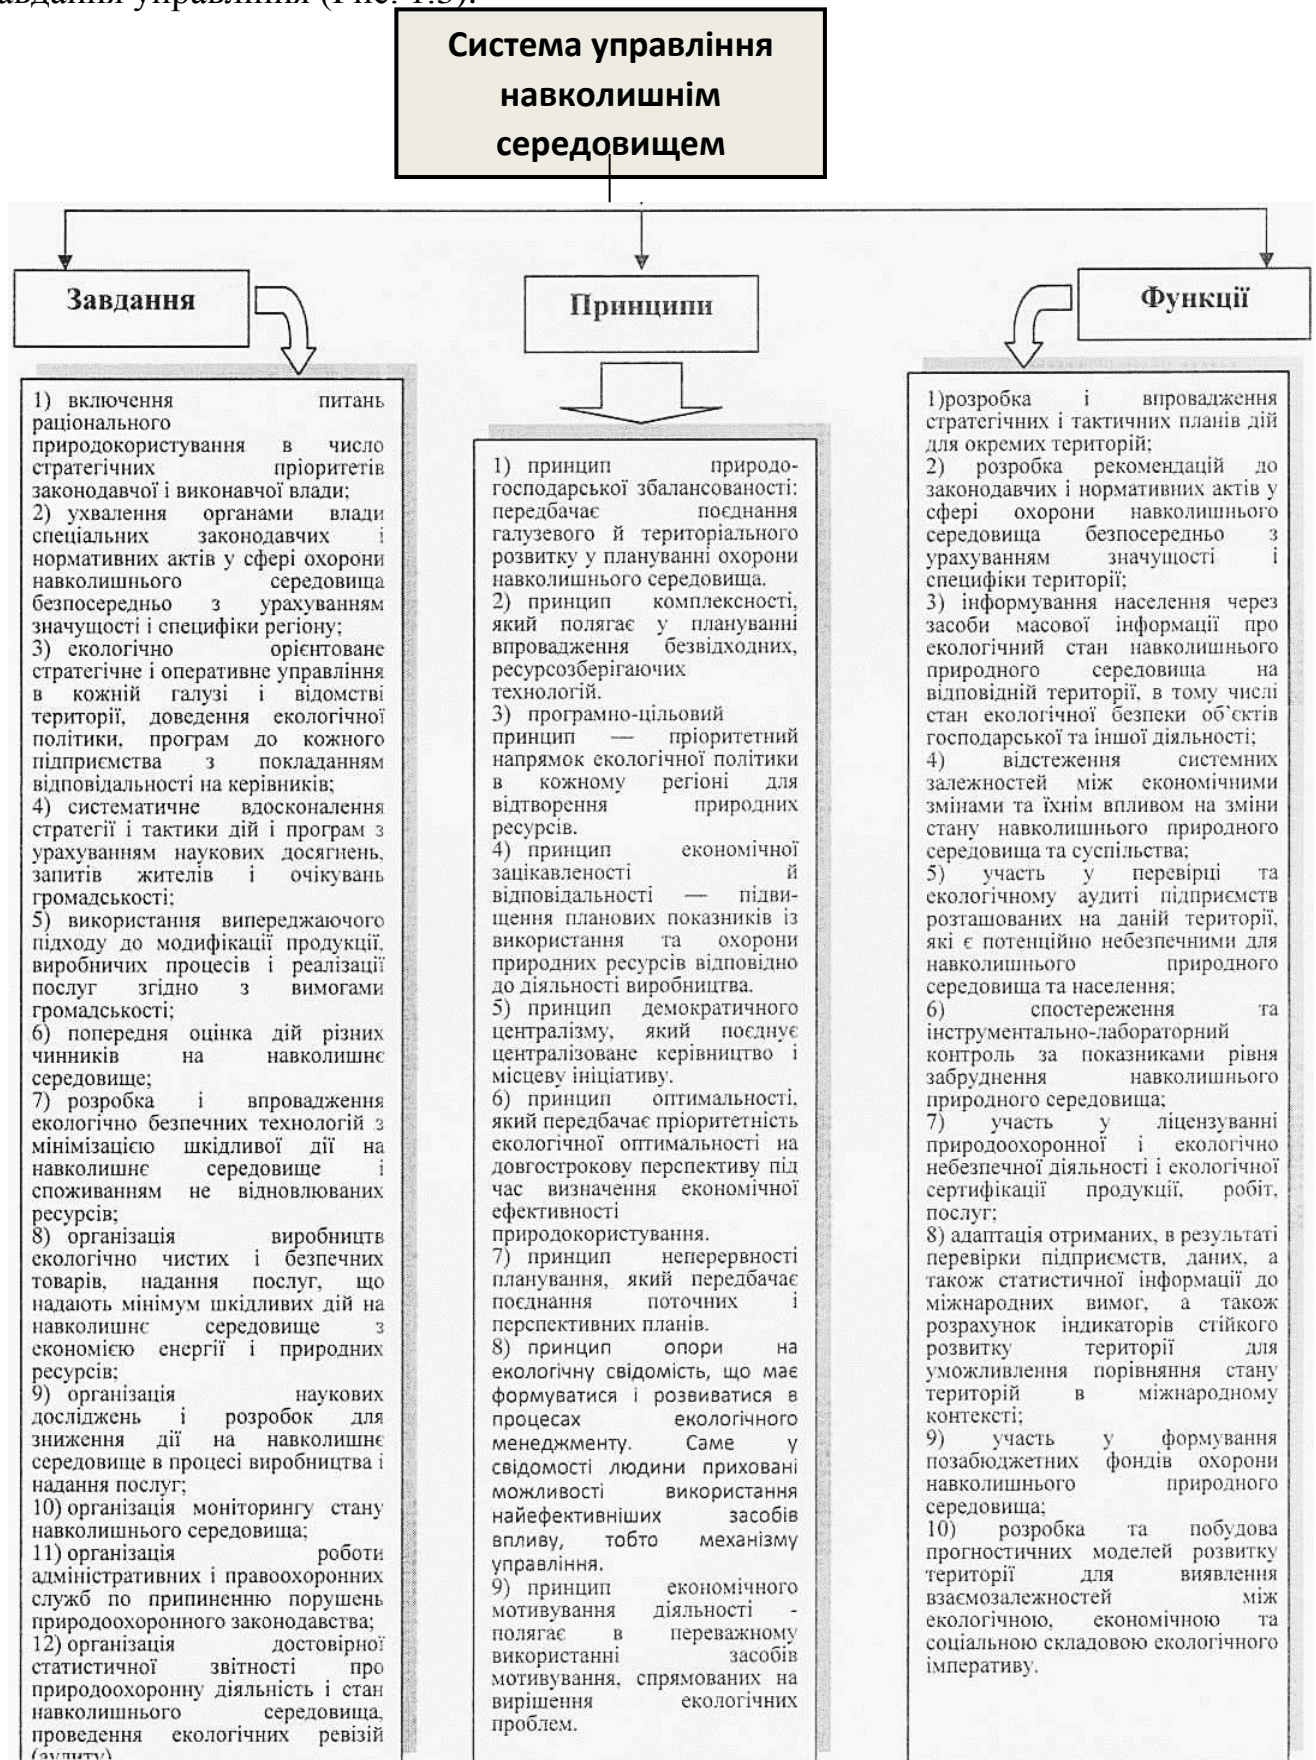 управління
Система управління
навколишнім
середовищем
Завдання
Принципи
Функції
1) включення питань
раціонального
природокористування в число
стратегічних пріоритетів
законодавчої і виконавчої влади;
2) ухвалення органами влади
спеціальних законодавчих і
нормативних актів у сфері охорони
навколишнього середовища
безпосередньо з урахуванням
значущості і специфіки регіону;
3) екологічно орієнтоване
стратегічне і оперативне управління
в кожній галузі і відомстві
території, доведення екологічної
політики, програм до кожного
підприємства з покладанням
відповідальності на керівників;
4) систематичне вдосконалення
стратегії і тактики дій і програм з
урахуванням наукових досягнень,
запитів жителів і очікувань
громадськості;
5) використання випереджаючого
підходу до модифікації продукції,
виробничих процесів і реалізації
послуг згідно з вимогами
громадськості;
6) попередня оцінка дій різних
чинників на навколишнє
середовище;
7) розробка і впровадження
екологічно безпечних технологій з
мінімізацією шкідливої дії на
навколишнє середовище і
споживанням не відновлюваних
ресурсів;
8) організація виробництв
екологічно чистих і безпечних
товарів, надання послуг, що
надають мінімум шкідливих дій на
навколишнє середовище з
економією енергії і природних
ресурсів;
9) організація наукових
досліджень і розробок для
зниження дії на навколишнє
середовище в процесі виробництва і
надання послуг;
10) організація моніторингу стану
навколишнього середовища;
11) організація роботи
адміністративних і правоохоронних
служб по припиненню порушень
природоохоронного законодавства;
12) організація достовірної
статистичної звітності про
природоохоронну діяльність і стан
навколишнього середовища,
проведення екологічних ревізій
(аудиту)
1) принцип природо-
господарської збалансованості:
передбачає поєднання
галузевого й територіального
розвитку у плануванні охорони
навколишнього середовища.
2) принцип комплексності,
який полягає у плануванні
впровадження безвідходних,
ресурсозберігаючих
технологій.
3) програмно-цільовий
принцип — пріоритетний
напрямок екологічної політики
в кожному регіоні для
відтворення природних
ресурсів.
4) принцип економічної
зацікавленості й
відповідальності — підви-
щення планових показників із
використання та охорони
природних ресурсів відповідно
до діяльності виробництва.
5) принцип демократичного
централізму, який поєднує
централізоване керівництво і
місцеву ініціативу.
6) принцип оптимальності,
який передбачає пріоритетність
екологічної оптимальності на
довгострокову перспективу під
час визначення економічної
ефективності
природокористування.
7) принцип неперервності
планування, який передбачає
поєднання поточних і
перспективних планів.
8) принцип опори на
екологічну свідомість, що має
формуватися і розвиватися в
процесах екологічного
менеджменту. Саме у
свідомості людини приховані
можливості використання
найефективніших засобів
впливу, тобто механізму
управління.
9) принцип економічного
мотивування діяльності -
полягає в переважному
використанні засобів
мотивування, спрямованих на
вирішення екологічних
проблем.
1)розробка і впровадження
стратегічних і тактичних планів дій
для окремих територій;
2) розробка рекомендацій до
законодавчих і нормативних актів у
сфері охорони навколишнього
середовища безпосередньо з
урахуванням значущості і
специфіки території;
3) інформування населення через
засоби масової інформації про
екологічний стан навколишнього
природного середовища на
відповідній території, в тому числі
стан екологічної безпеки об`єктів
господарської та іншої діяльності;
4) відстеження системних
залежностей між економічними
змінами та їхнім впливом на зміни
стану навколишнього природного
середовища та суспільства;
5) участь у перевірці та
екологічному аудиті підприємств
розташованих на даній території,
які є потенційно небезпечними для
навколишнього природного
середовища та населення;
6) спостереження та
інструментально-лабораторний
контроль за показниками рівня
забруднення навколишнього
природного середовища;
7) участь у ліцензуванні
природоохоронної і екологічно
небезпечної діяльності і екологічної
сертифікації продукції, робіт,
послуг;
8) адаптація отриманих, в результаті
перевірки підприємств, даних, а
також статистичної інформації до
міжнародних вимог, а також
розрахунок індикаторів стійкого
розвитку території для
уможливлення порівняння стану
територій в міжнародному
контексті;
9) участь у формування
позабюджетних фондів охорони
навколишнього природного
середовища;
10) розробка та побудова
прогностичних моделей розвитку
території для виявлення
взаємозалежностей між
екологічною, економічною та
соціальною складовою екологічного
імперативу.